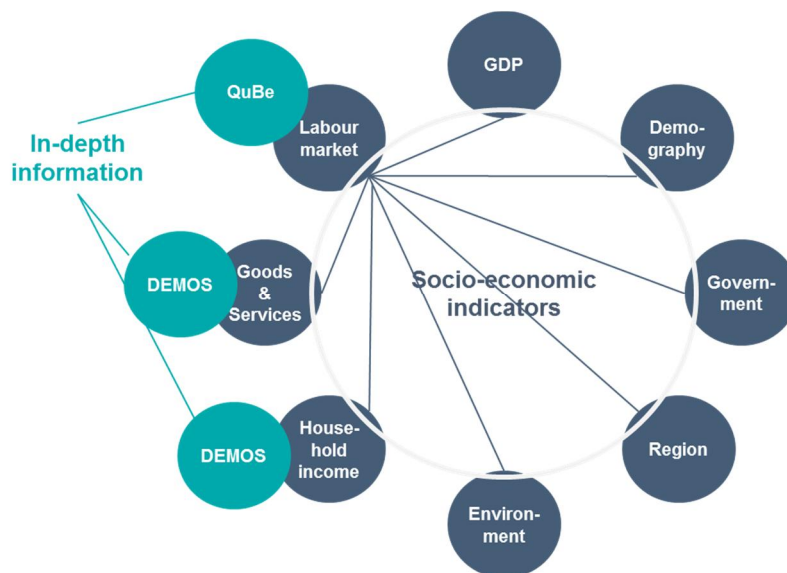 GDP
QuBe
Labour
market
Demo-
graphy
In-depth
information
DEMOS
Goods
&
Services
Socio-economic
indicators
Govern-
ment
DEMOS
House-
hold
income
Region
Environ-
ment